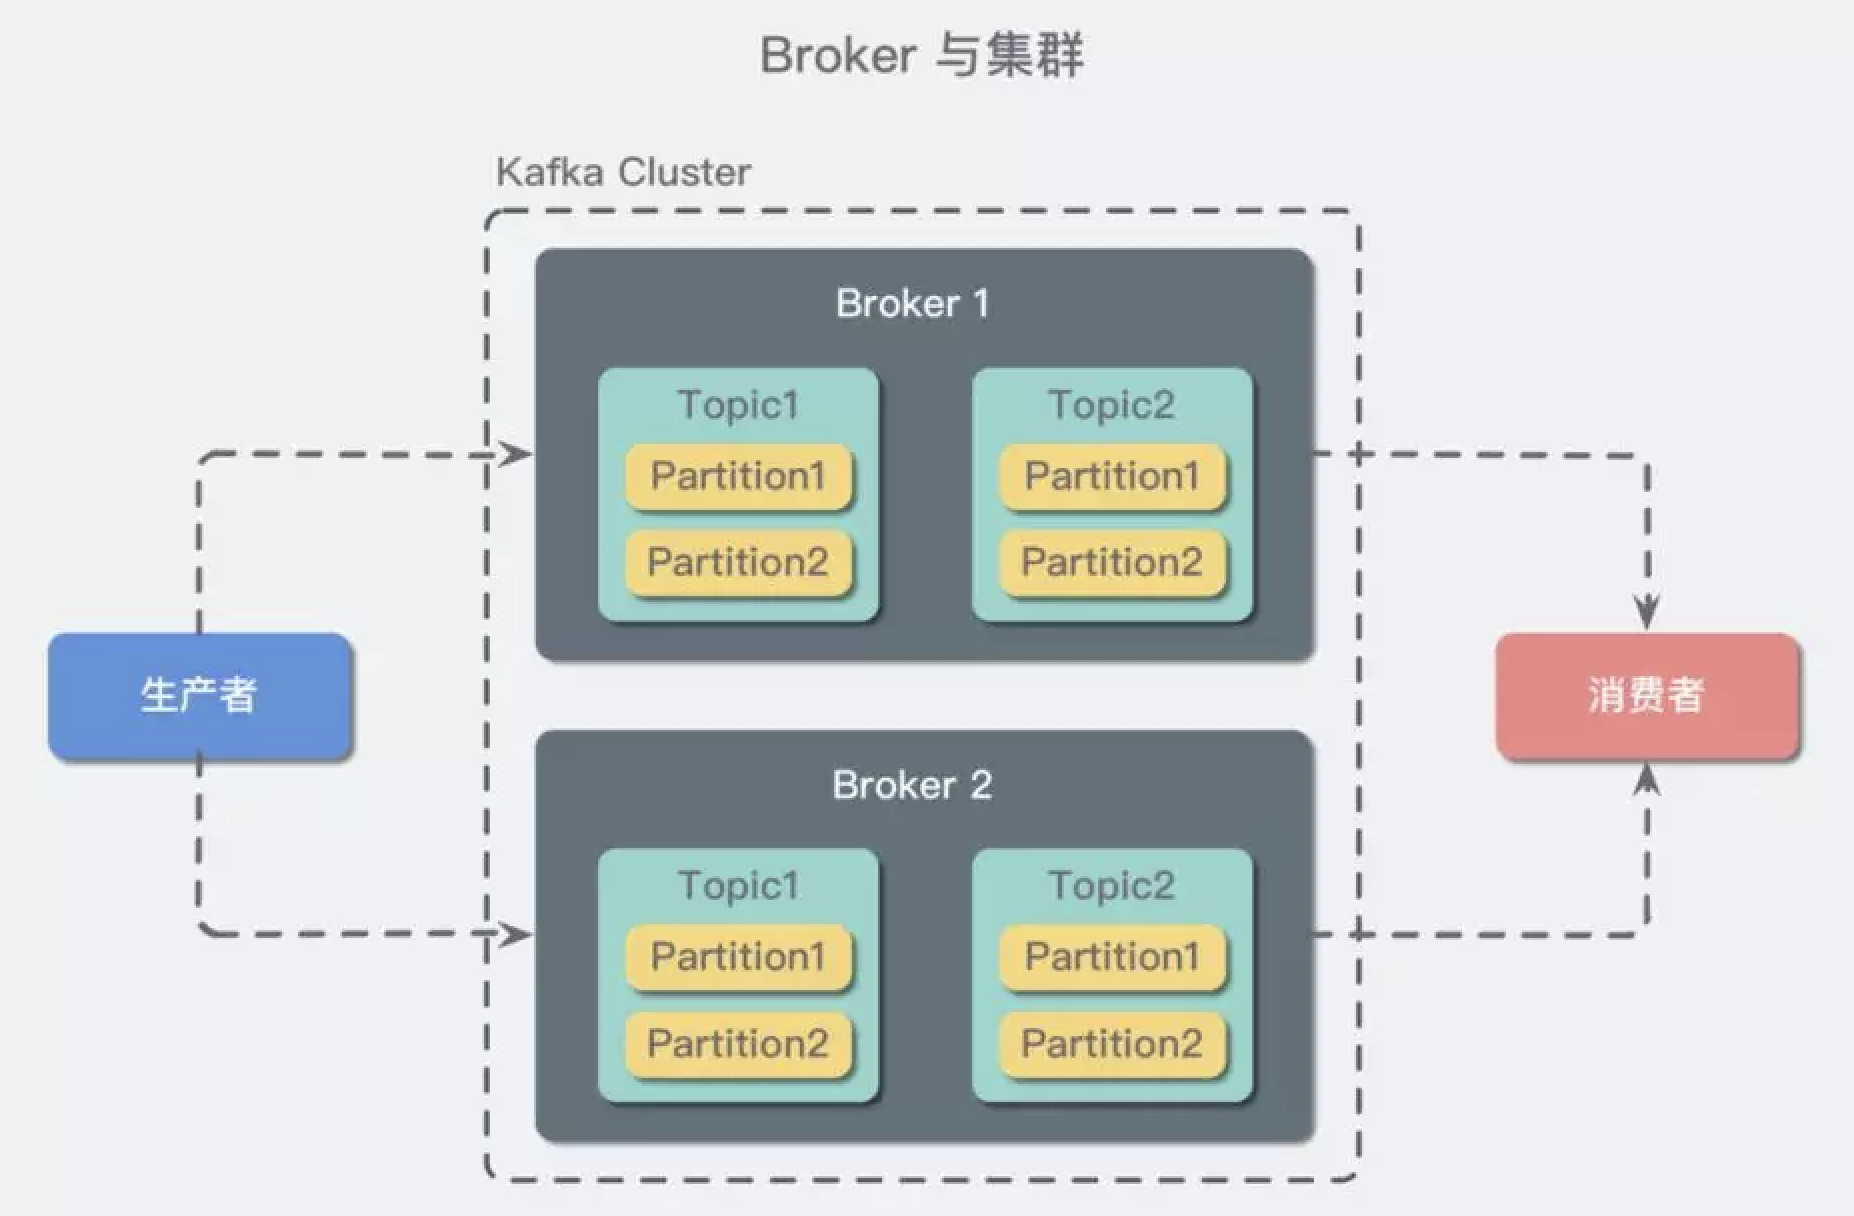 Broker 与集群
Kafka Cluster
Broker 1
Topic1
Partition1
Partition2
Topic2
Partition1
Partition2
生产者
消费者
Broker 2
Topic1
Partition1
Partition2
Topic2
Partition1
Partition2